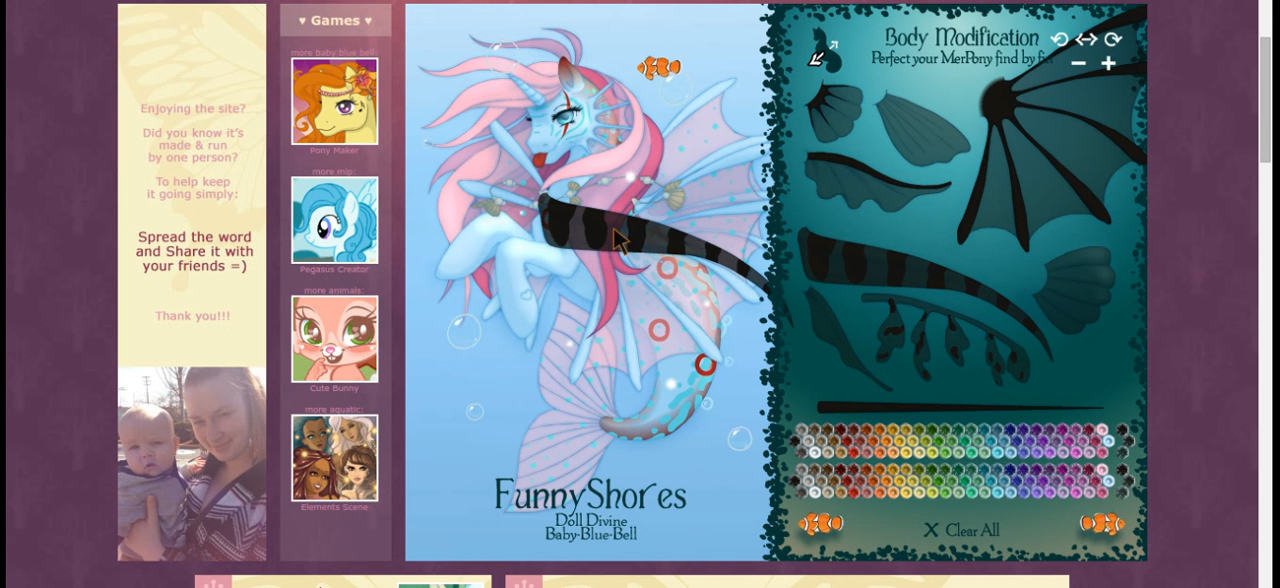 Enjoying the site?
Did you know it's
made & run
by one person?
To help keep
it going simply:
Spread the word
and Share it with
your friends =)
Thank you!!!
♥ Games ♥
more baby blue bell:
Pony Maker
more mlp:
Pegasus Creator
more animals:
Cute Bunny
more aquatic:
Elements Scene
FunnyShores
Doll Divine
Baby-Blue-Bell
Body Modification
Perfect your MerPony find by fin
X Clear All